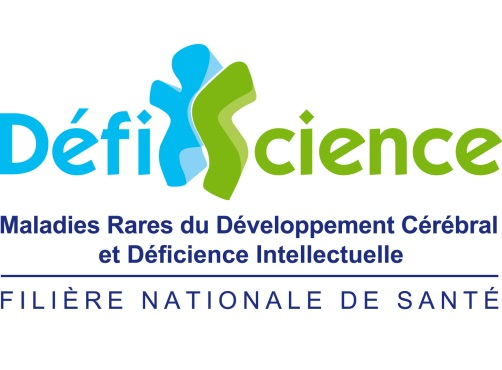 DéfiScience
Maladies Rares du Développement Cérébral
et Déficience Intellectuelle
FILIÈRE NATIONALE DE SANTÉ